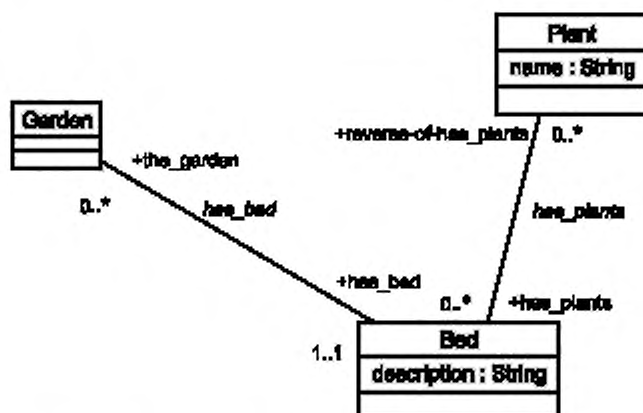 Plant
name : String
Garden
+the_garden
0..*
has_bed
+reverse-of-has_plants
0..*
has_plants
+has_bed
0..*
+has_plants
1..1
Bed
description : String